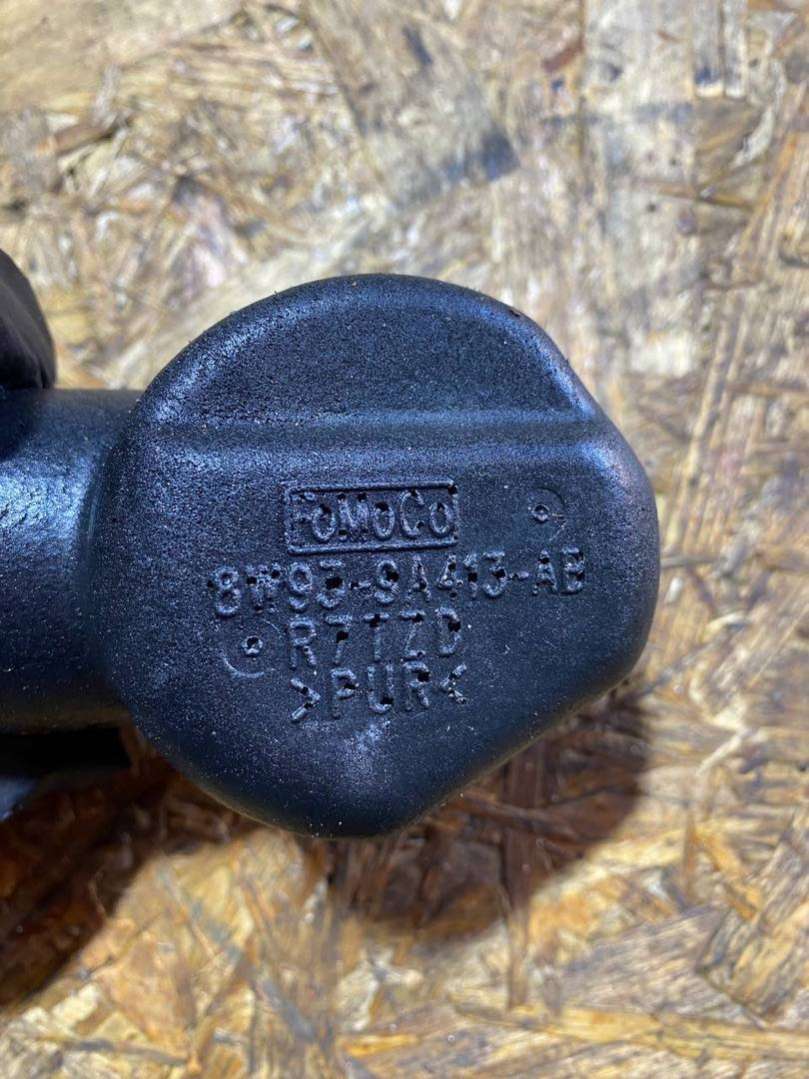 FoMoCo
8W93-9A413-AB
R7TZD
>PUR<